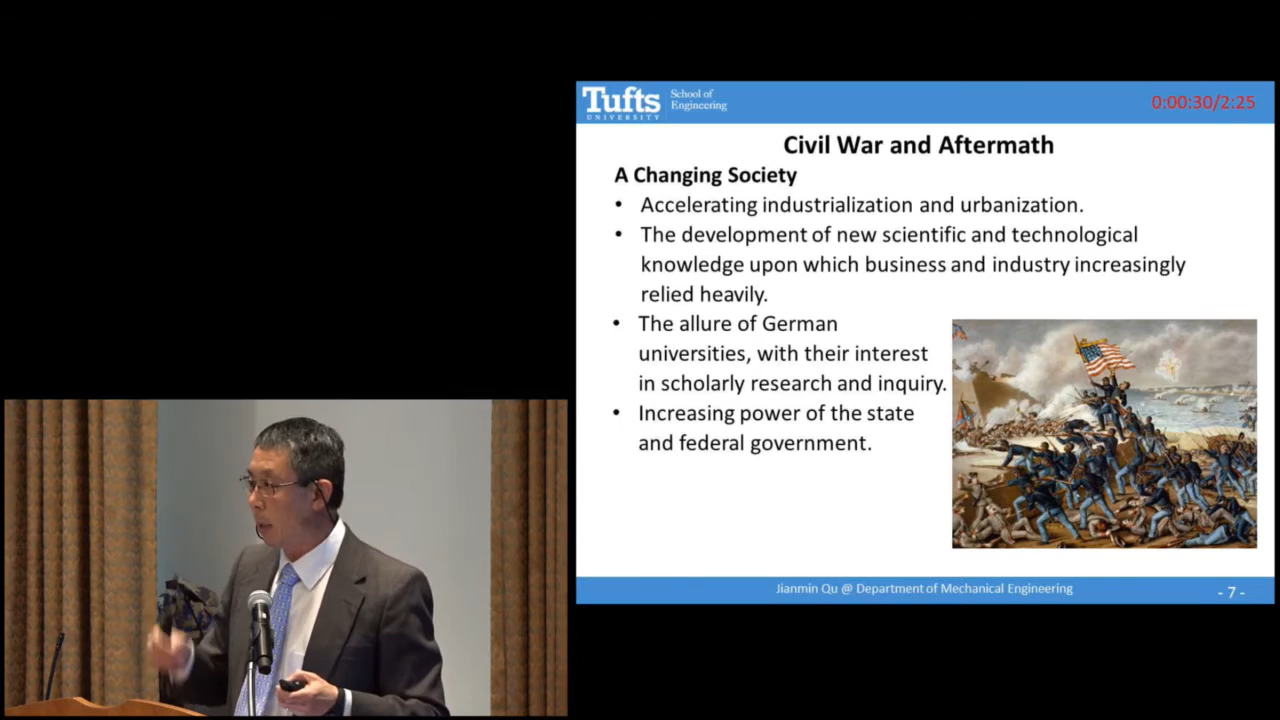 Tufts
UNIVERSITY
School of
Engineering
0:00:30/2:25
Civil War and Aftermath
A Changing Society
• Accelerating industrialization and urbanization.
• The development of new scientific and technological
knowledge upon which business and industry increasingly
relied heavily.
• The allure of German
universities, with their interest
in scholarly research and inquiry.
• Increasing power of the state
and federal government.
Jianmin Qu @ Department of Mechanical Engineering
- 7 -